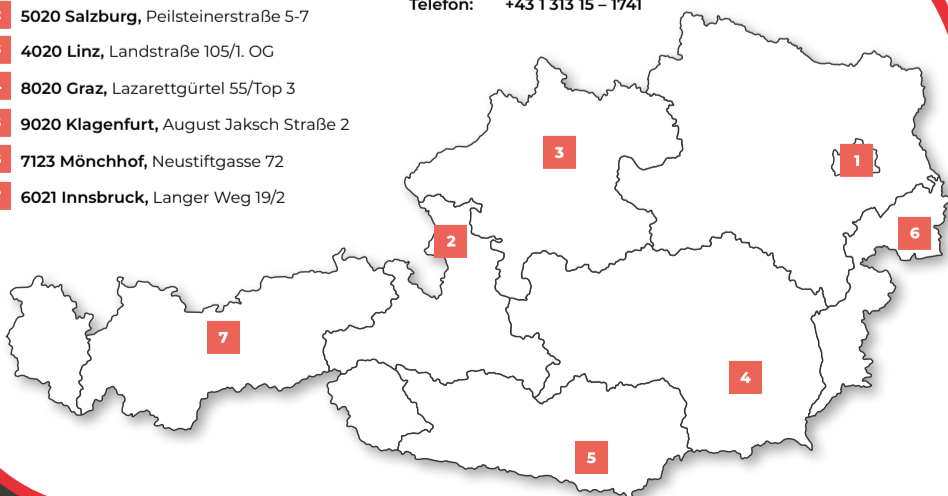 Telefon: +43 1 313 15 – 1741
5020 Salzburg, Peilsteinerstraße 5-7
4020 Linz, Landstraße 105/1. OG
8020 Graz, Lazarettgürtel 55/Top 3
9020 Klagenfurt, August Jaksch Straße 2
7123 Mönchhof, Neustiftgasse 72
6021 Innsbruck, Langer Weg 19/2
3
1
2
6
7
4
5